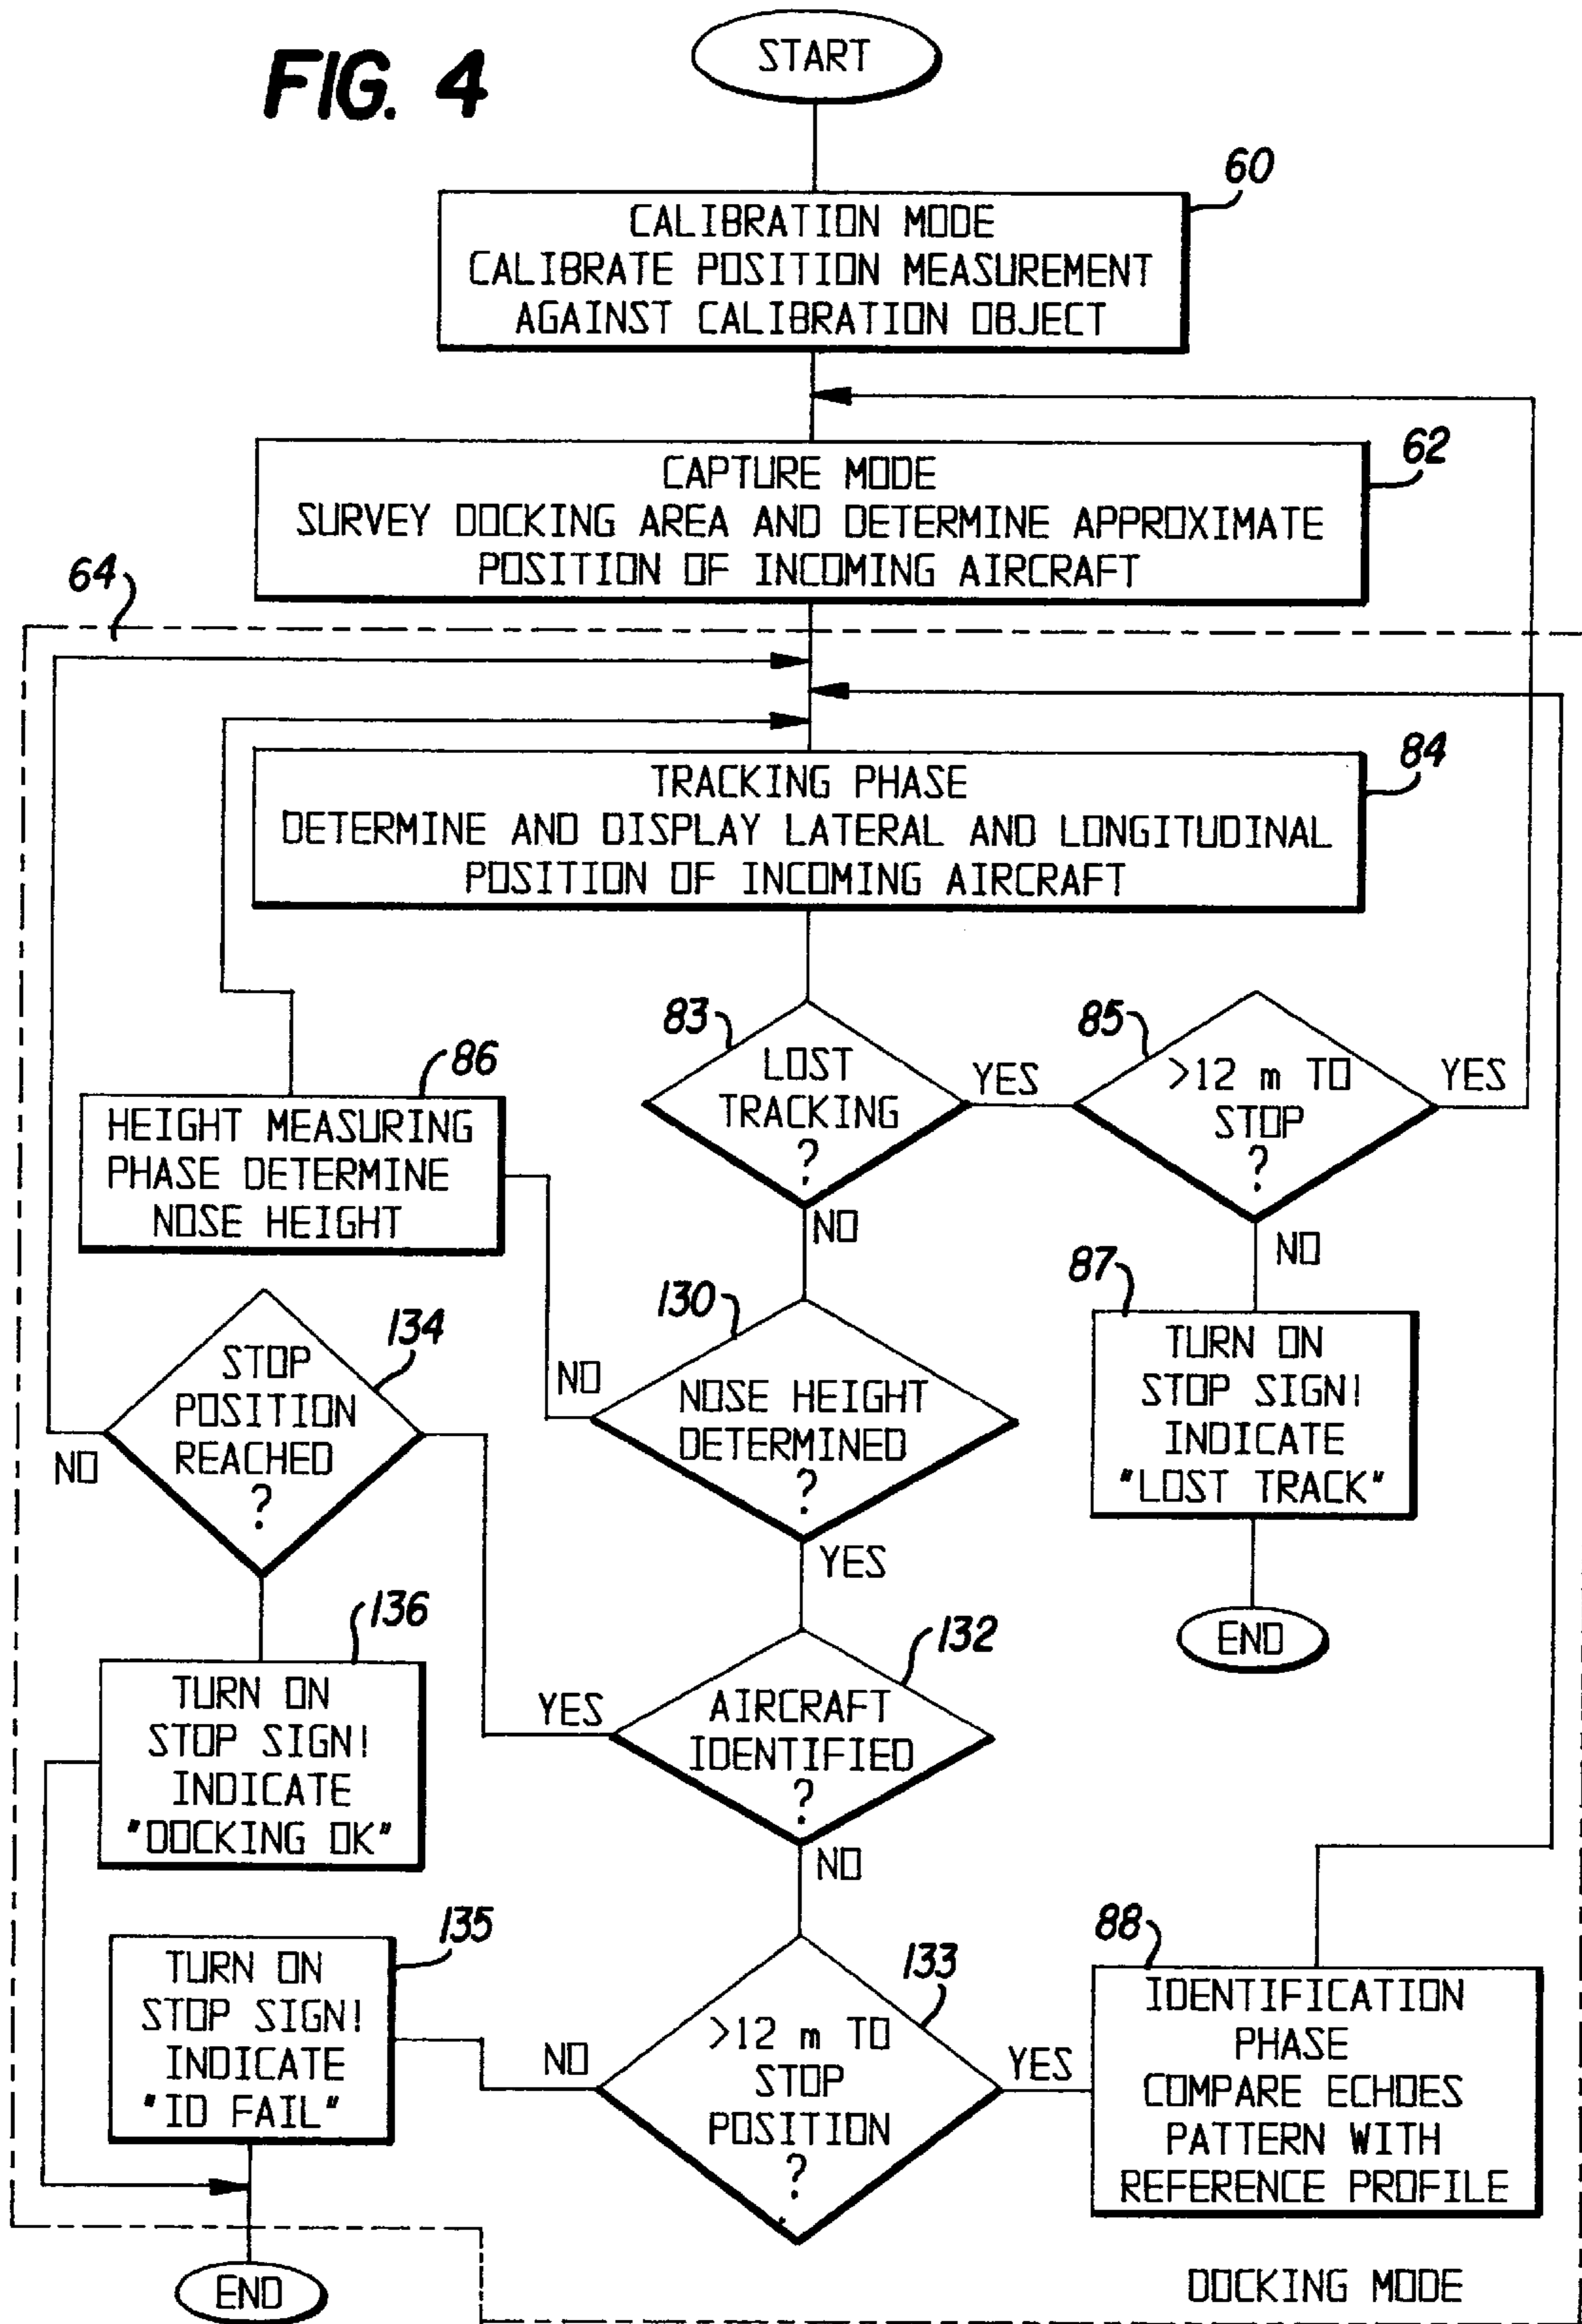 FIG. 4
START
60
CALIBRATION MODE
CALIBRATE POSITION MEASUREMENT
AGAINST CALIBRATION OBJECT
62
CAPTURE MODE
SURVEY DOCKING AREA AND DETERMINE APPROXIMATE
POSITION OF INCOMING AIRCRAFT
64
84
TRACKING PHASE
DETERMINE AND DISPLAY LATERAL AND LONGITUDINAL
POSITION OF INCOMING AIRCRAFT
83
LOST
TRACKING
?
YES
NO
85
>12 m TO
STOP
?
YES
NO
86
HEIGHT MEASURING
PHASE DETERMINE
NOSE HEIGHT
87
TURN ON
STOP SIGN!
INDICATE
"LOST TRACK"
END
130
NOSE HEIGHT
DETERMINED
?
NO
YES
134
STOP
POSITION
REACHED
?
NO
136
TURN ON
STOP SIGN!
INDICATE
"DOCKING OK"
132
AIRCRAFT
IDENTIFIED
?
YES
NO
135
TURN ON
STOP SIGN!
INDICATE
"ID FAIL"
133
>12 m TO
STOP
POSITION
?
NO
YES
88
IDENTIFICATION
PHASE
COMPARE ECHOES
PATTERN WITH
REFERENCE PROFILE
END
DOCKING MODE